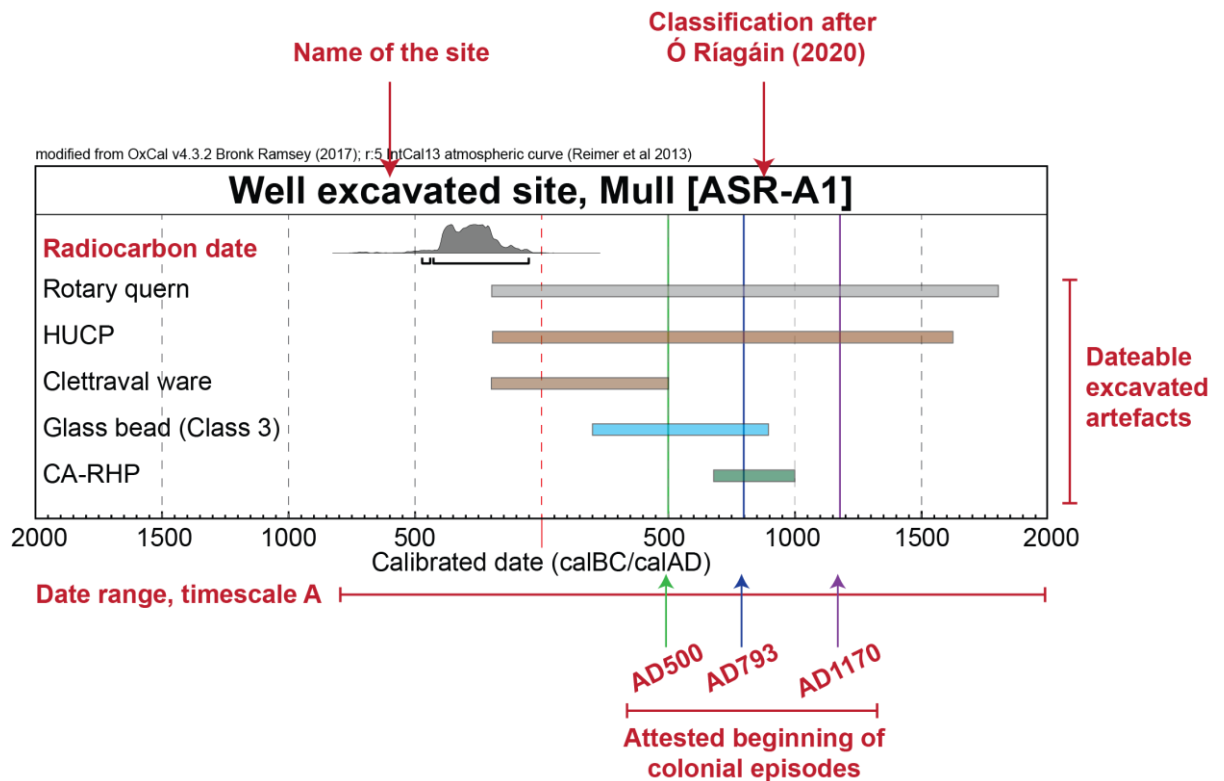 Name of the site
Classification after
Ó Ríagáin (2020)
modified from OxCal v4.3.2 Bronk Ramsey (2017); r:5 IntCal13 atmospheric curve (Reimer et al 2013)
Well excavated site, Mull [ASR-A1]
Radiocarbon date
Rotary quern
HUCP
Clettraval ware
Glass bead (Class 3)
CA-RHP
Dateable
excavated
artefacts
2000 1500 1000 500 500 1000 1500 2000
Calibrated date (calBC/calAD)
Date range, timescale A
AD500 AD793 AD1170
Attested beginning of
colonial episodes